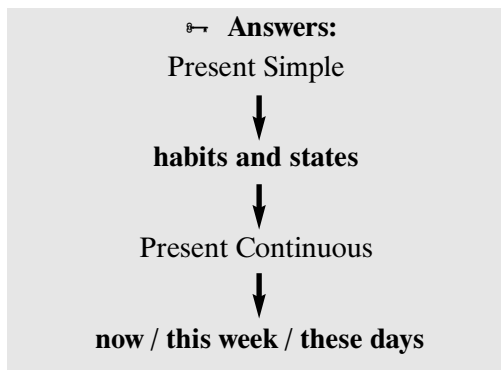 Answers:
Present Simple
habits and states
Present Continuous
now / this week / these days